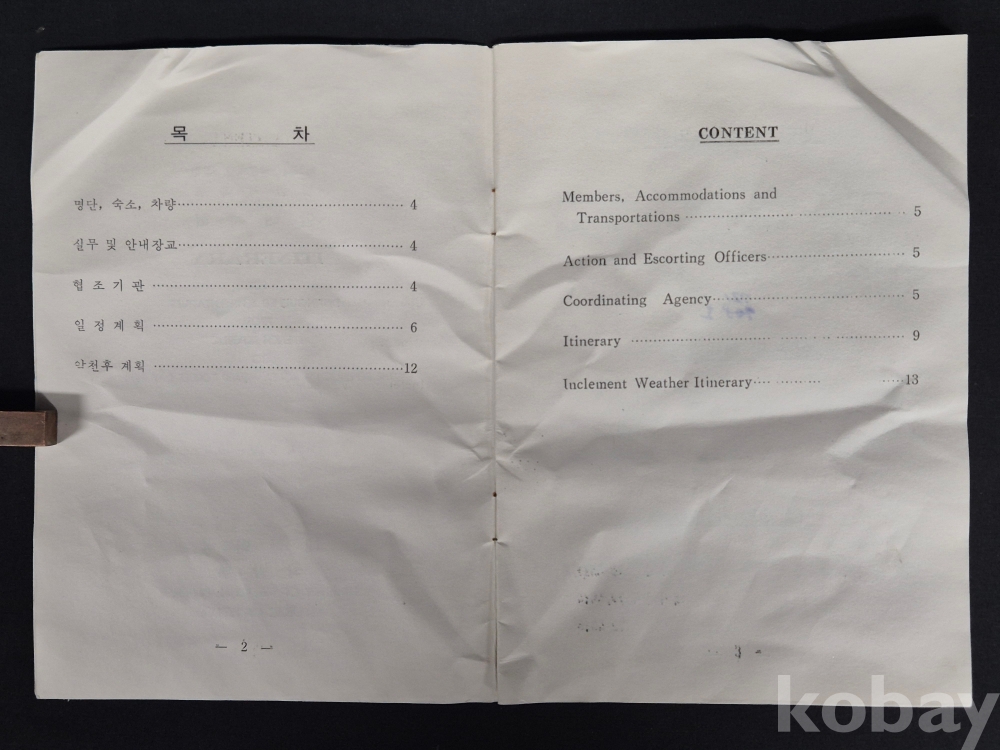 목 차
명단, 숙소, 차량 4
실무 및 안내장교 4
협 조 기 관 4
일 정 계 획 6
악천후 계획 12
— 2 —
CONTENT
Members, Accommodations and
Transportations 5
Action and Escorting Officers 5
Coordinating Agency 5
Itinerary 9
Inclement Weather Itinerary 13
3 -
kobay